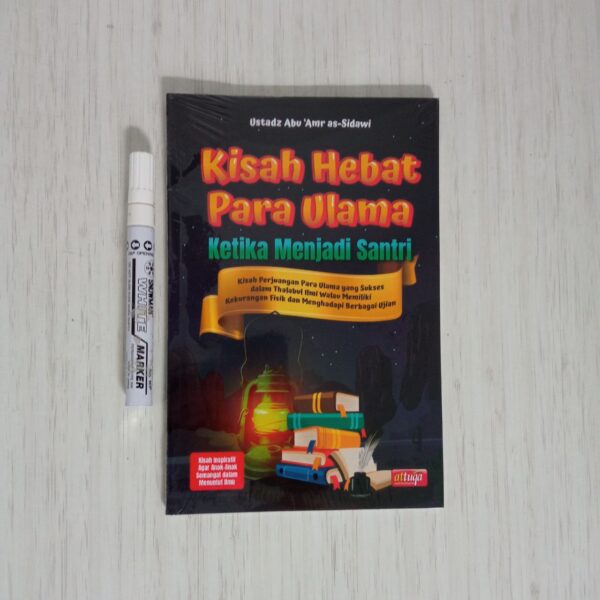 Ustadz Abu 'Amr as-Sidawi
Kisah Hebat
Para Ulama
Ketika Menjadi Santri
Kisah Perjuangan Para Ulama yang Sukses
dalam Thalabul Ilmi Walau Memiliki
Kekurangan Fisik dan Menghadapi Berbagai Ujian
Kisah Inspiratif
Agar Anak-Anak
Semangat dalam
Menuntut Ilmu
attuqa
SNOWMAN
WHITE
MARKER